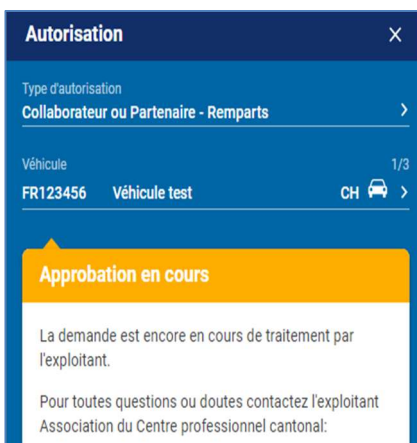 Autorisation
Type d'autorisation
Collaborateur ou Partenaire - Remparts
Véhicule 1/3
FR123456 Véhicule test CH
Approbation en cours
La demande est encore en cours de traitement par
l'exploitant.
Pour toutes questions ou doutes contactez l'exploitant
Association du Centre professionnel cantonal: